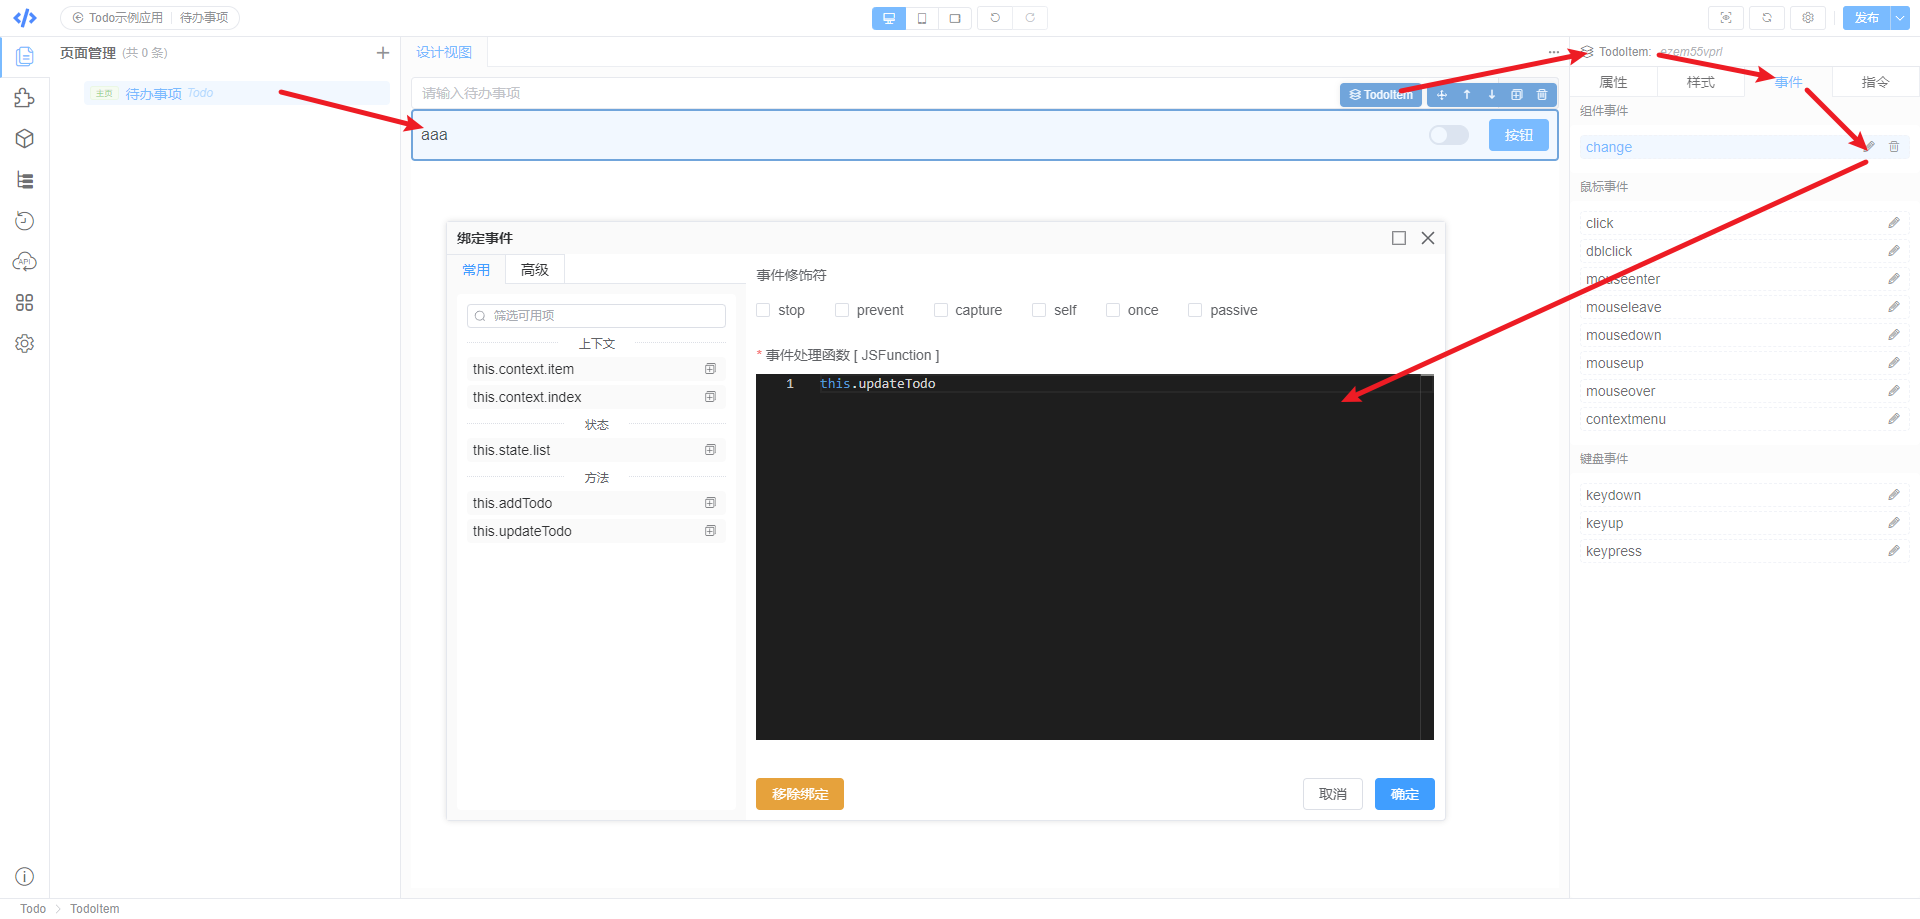 Todo示例应用 待办事项
发布
页面管理 (共 0 条)
主页 待办事项 Todo
设计视图
请输入待办事项
TodoItem
aaa
按钮
TodoItem: ezem55vprl
属性 样式 事件 指令
组件事件
change
鼠标事件
click
dblclick
mouseenter
mouseleave
mousedown
mouseup
mouseover
contextmenu
键盘事件
keydown
keyup
keypress
API
绑定事件
常用 高级
筛选可用项
上下文
this.context.item
this.context.index
状态
this.state.list
方法
this.addTodo
this.updateTodo
事件修饰符
stop prevent capture self once passive
* 事件处理函数 [ JSFunction ]
1 this.updateTodo
移除绑定
取消 确定
Todo TodoItem